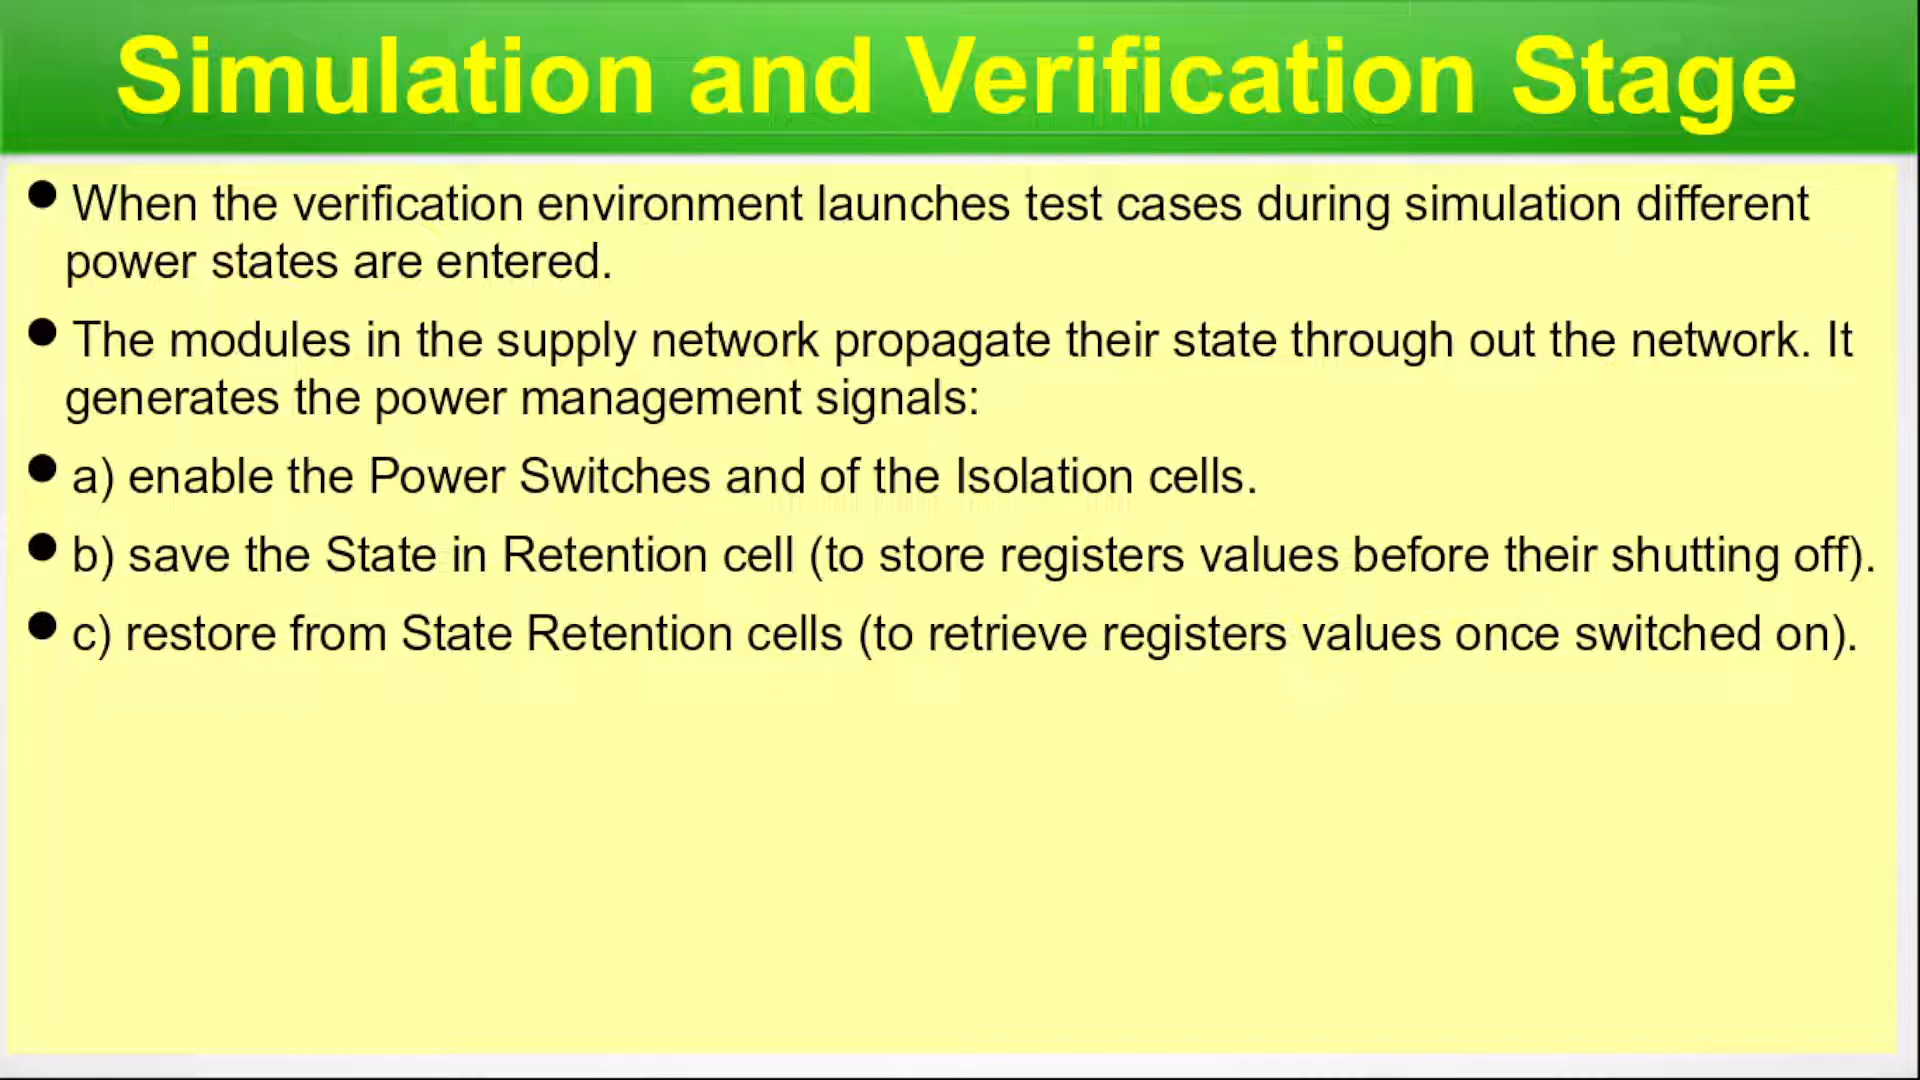 Simulation and Verification Stage
● When the verification environment launches test cases during simulation different
power states are entered.
● The modules in the supply network propagate their state through out the network. It
generates the power management signals:
● a) enable the Power Switches and of the Isolation cells.
● b) save the State in Retention cell (to store registers values before their shutting off).
● c) restore from State Retention cells (to retrieve registers values once switched on).